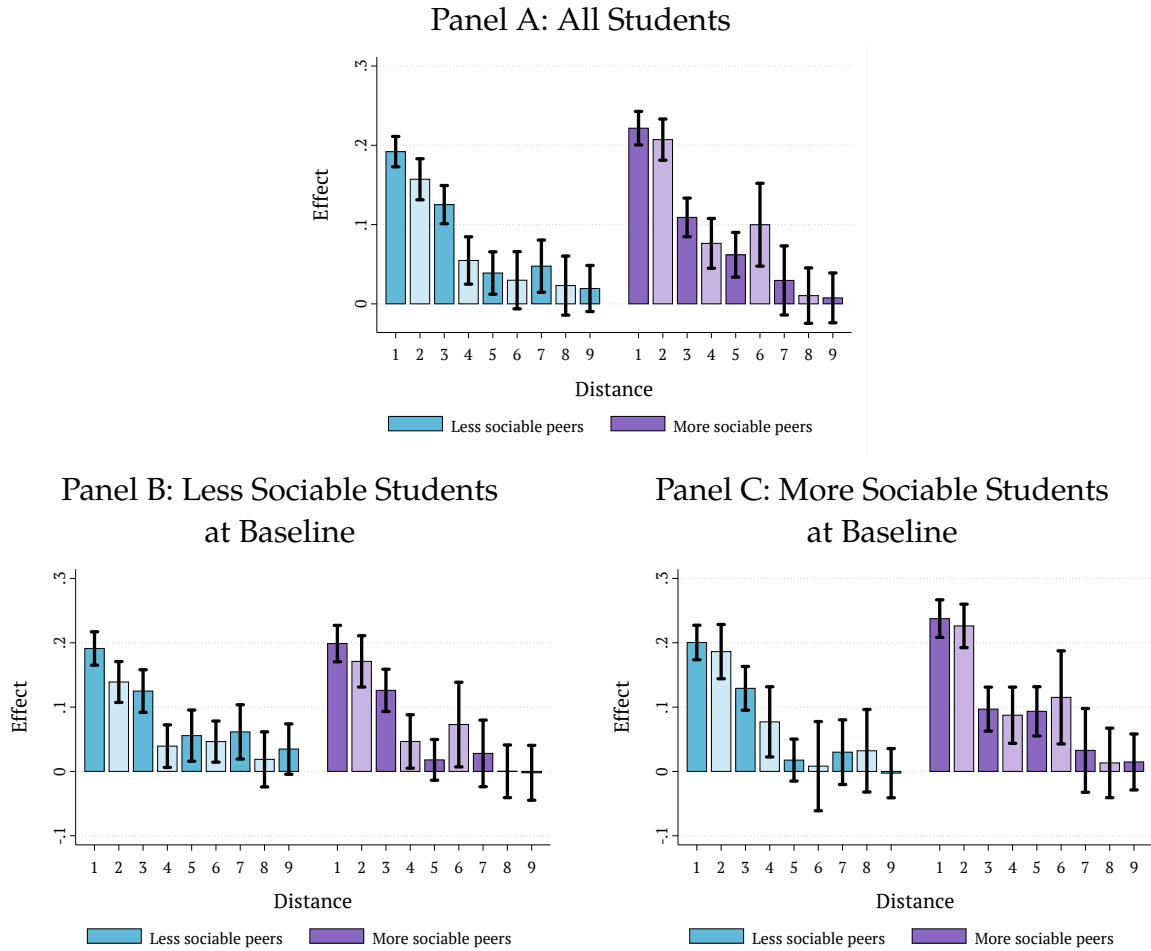 Panel A: All Students
.3
.2
.1
0
Effect
1 2 3 4 5 6 7 8 9 1 2 3 4 5 6 7 8 9
Distance
Less sociable peers More sociable peers
Panel B: Less Sociable Students
at Baseline
.3
.2
.1
0
-.1
Effect
1 2 3 4 5 6 7 8 9 1 2 3 4 5 6 7 8 9
Distance
Less sociable peers More sociable peers
Panel C: More Sociable Students
at Baseline
.3
.2
.1
0
-.1
Effect
1 2 3 4 5 6 7 8 9 1 2 3 4 5 6 7 8 9
Distance
Less sociable peers More sociable peers